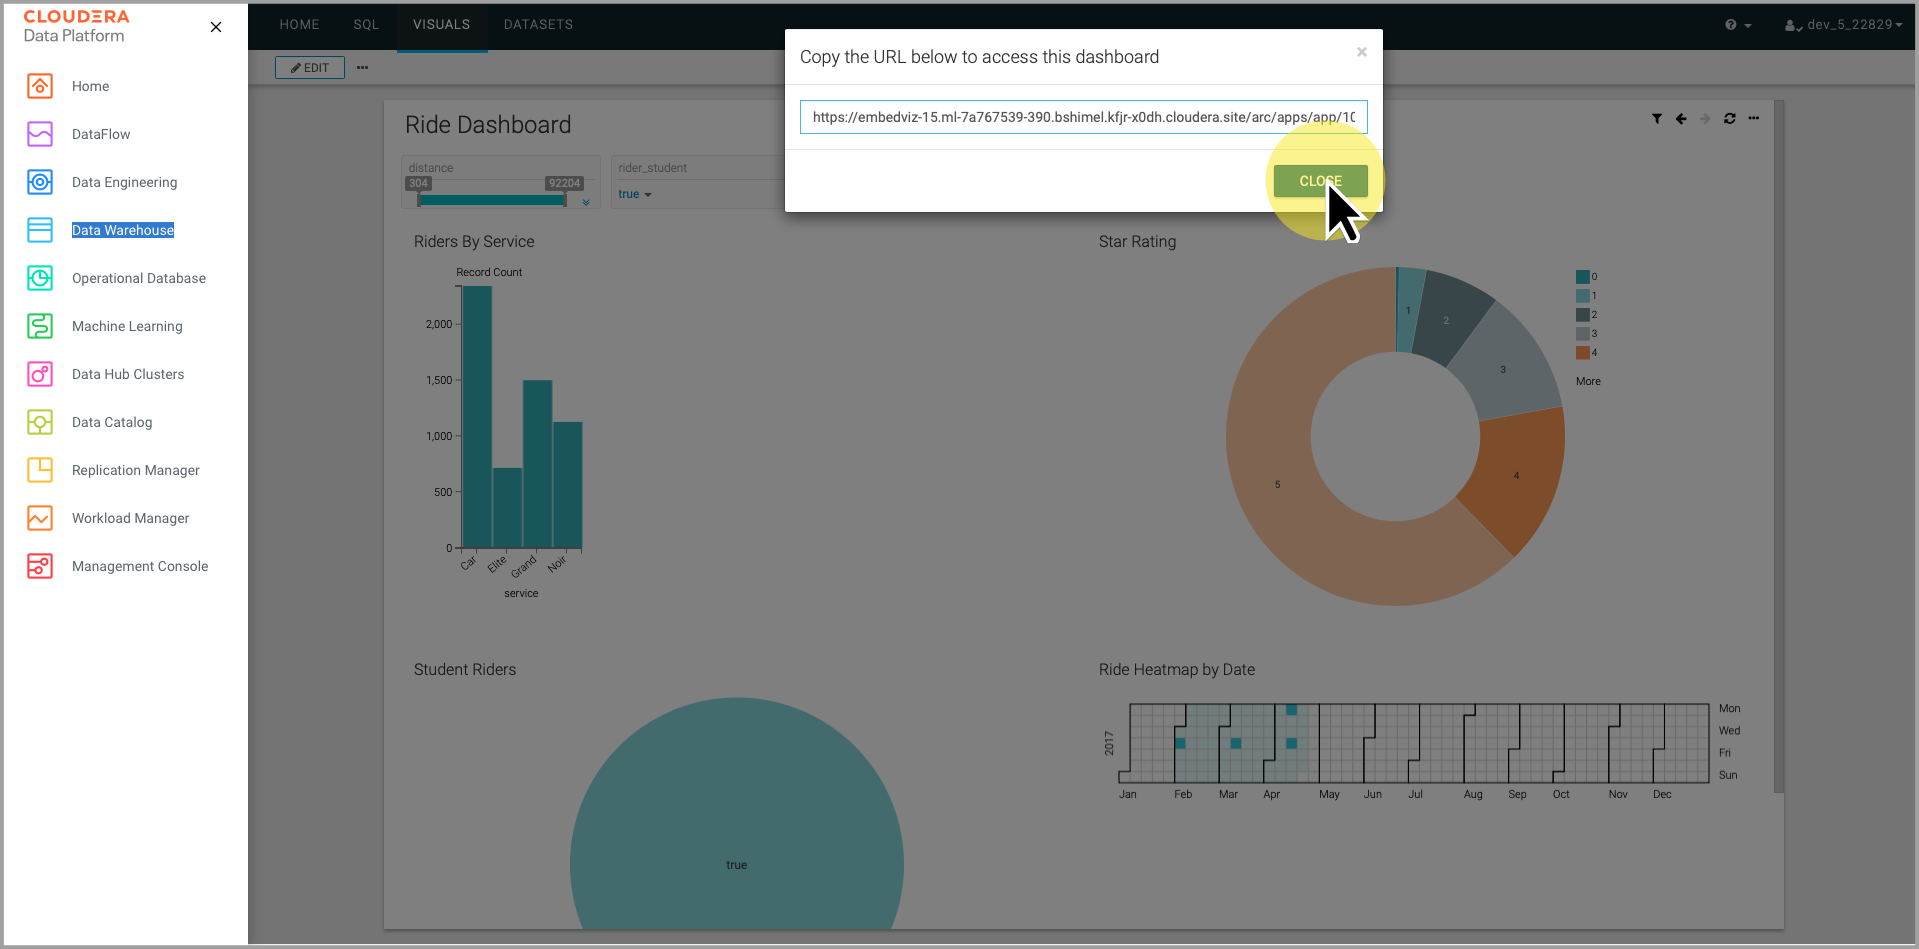 CLOUDERA
Data Platform
Home
DataFlow
Data Engineering
Data Warehouse
Operational Database
Machine Learning
Data Hub Clusters
Data Catalog
Replication Manager
Workload Manager
Management Console
HOME SQL VISUALS DATASETS
dev_5_22829
EDIT
Copy the URL below to access this dashboard
https://embedviz-15.ml-7a767539-390.bshimel.kfjr-x0dh.cloudera.site/arc/apps/app/10
CLOSE
Ride Dashboard
distance
304 92204
rider_student
true
Riders By Service
Record Count
2,000
1,500
1,000
500
0
Car Elite Grand Noir
service
Star Rating
1
2
3
4
5
0
1
2
3
4
More
Student Riders
true
Ride Heatmap by Date
2017
Mon
Wed
Fri
Sun
Jan Feb Mar Apr May Jun Jul Aug Sep Oct Nov Dec